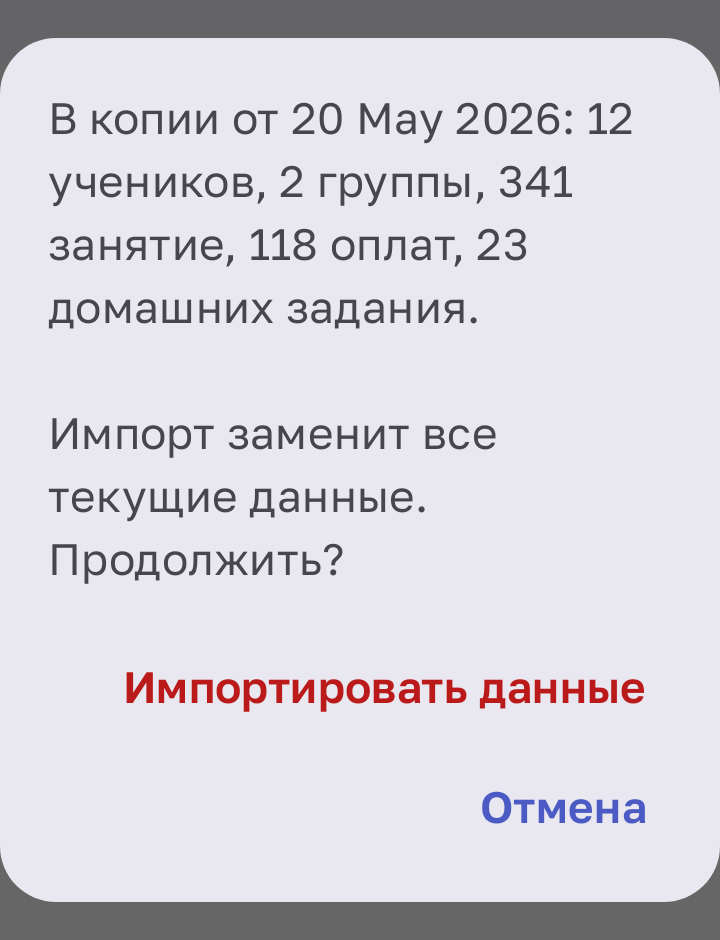 В копии от 20 May 2026: 12
учеников, 2 группы, 341
занятие, 118 оплат, 23
домашних задания.
Импорт заменит все
текущие данные.
Продолжить?
Импортировать данные
Отмена